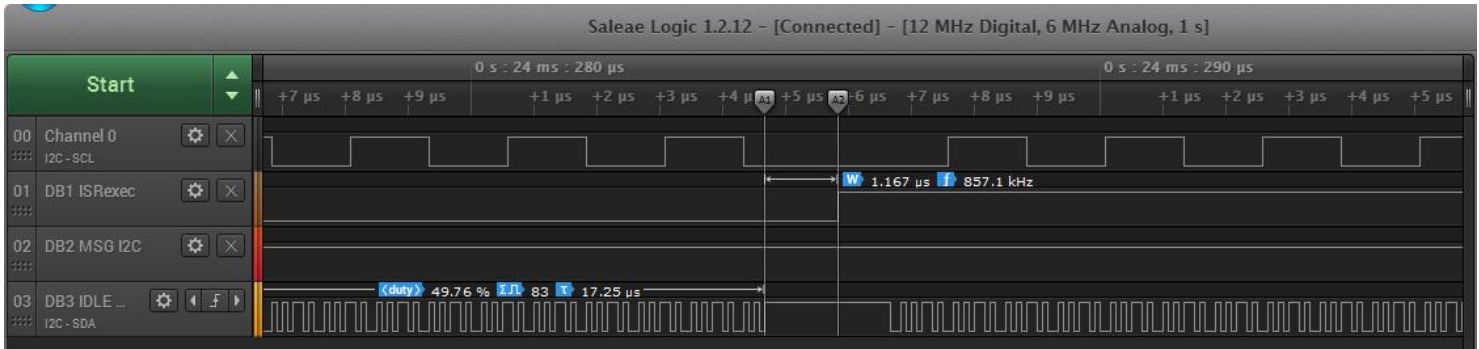 Saleae Logic 1.2.12 - [Connected] - [12 MHz Digital, 6 MHz Analog, 1 s]
Start
0 s : 24 ms : 280 µs
0 s : 24 ms : 290 µs
+7 µs +8 µs +9 µs +1 µs +2 µs +3 µs +4 µ A1 +5 µs A2 +6 µs +7 µs +8 µs +9 µs +1 µs +2 µs +3 µs +4 µs +5 µs
00 Channel 0
I2C - SCL
01 DB1 ISRexec
W 1.167 µs f 857.1 kHz
02 DB2 MSG I2C
⟨duty⟩ 49.76 % Σ 83 τ 17.25 µs
03 DB3 IDLE ...
I2C - SDA